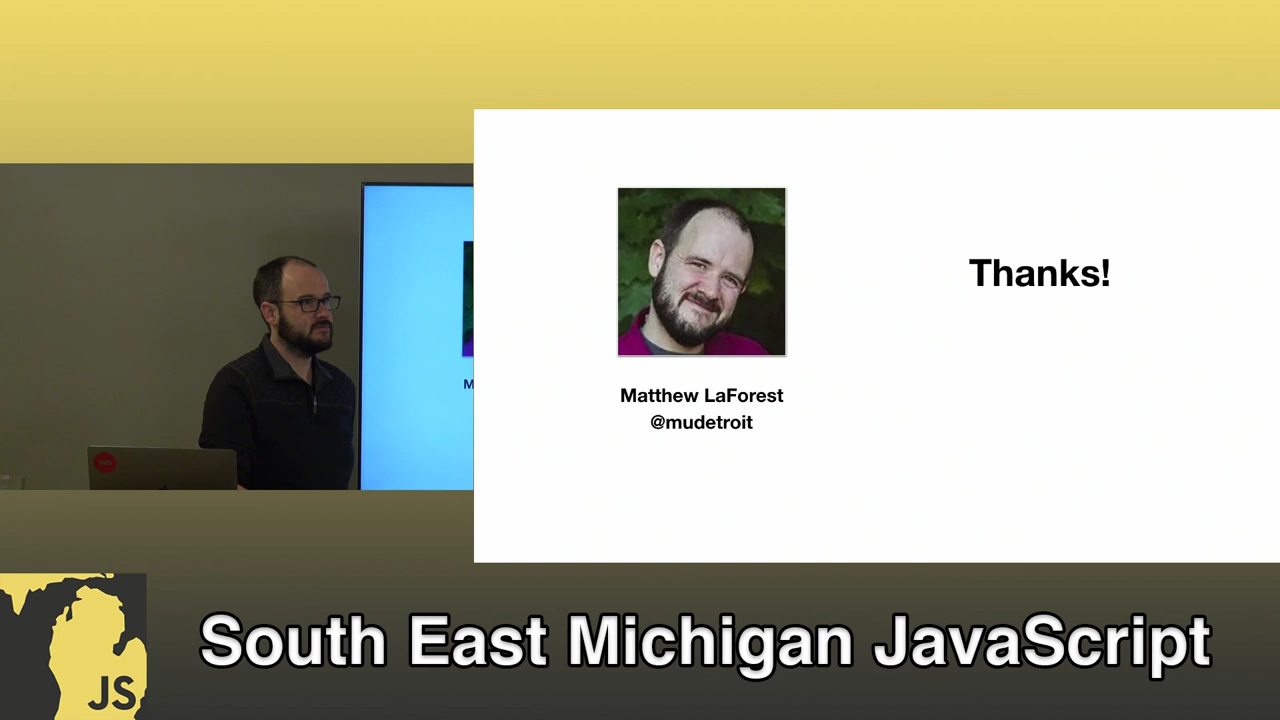 Thanks!
Matthew LaForest
@mudetroit
M
JS
South East Michigan JavaScript